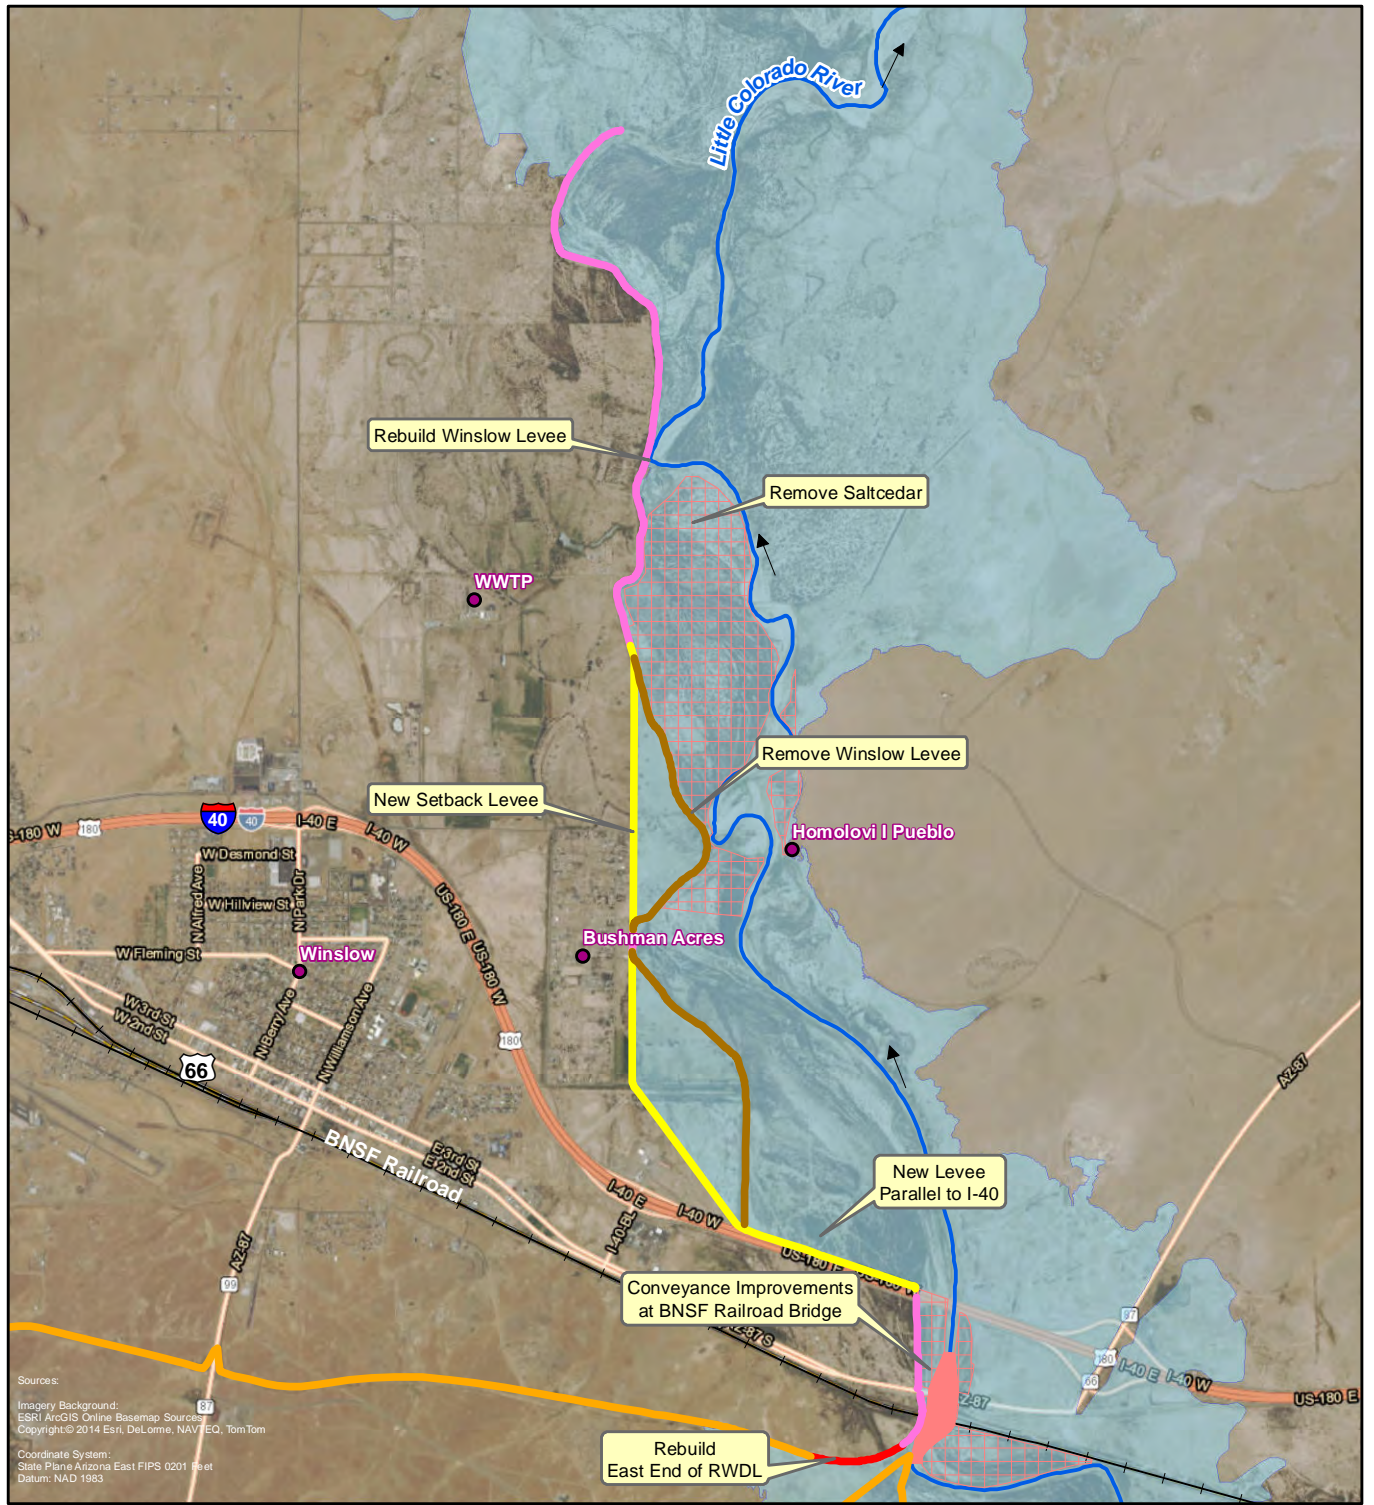 Little Colorado River
Rebuild Winslow Levee
Remove Saltcedar
WWTP
Remove Winslow Levee
New Setback Levee
40
40
I-40 E
I-40 W
180
S-180 W
Homolovi I Pueblo
W Desmond St
N Alfred Ave
N Park Dr
W Hillview St
US-180 E
US-180 W
Bushman Acres
W Fleming St
Winslow
W 3rd St
W 2nd St
N Berry Ave
N Williamson Ave
180
66
AZ-87
BNSF Railroad
E 3rd St
E 2nd St
New Levee
Parallel to I-40
I-40 E
I-40 W
I-40-BL
AZ-87
US-180 E
US-180 W
99
Conveyance Improvements
at BNSF Railroad Bridge
87
AZ-87 S
180
I-40 E
I-40 W
66
Z-87
US-180 E
87
Sources:
Imagery Background:
ESRI ArcGIS Online Basemap Sources
Copyright:© 2014 Esri, DeLorme, NAVTEQ, TomTom
Coordinate System:
State Plane Arizona East FIPS 0201 Feet
Datum: NAD 1983
Rebuild
East End of RWDL